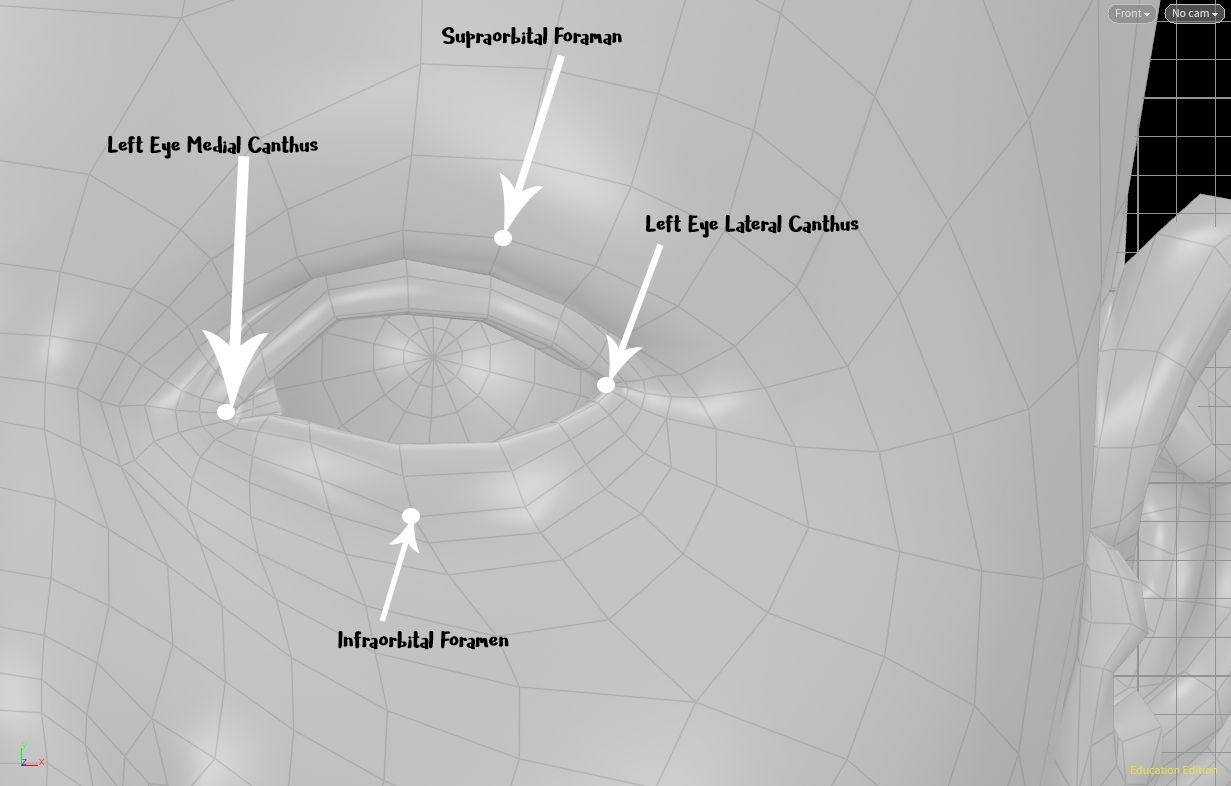 Front
No cam
Supraorbital Foraman
Left Eye Medial Canthus
Left Eye Lateral Canthus
Infraorbital Foramen
Z X
Education Edition